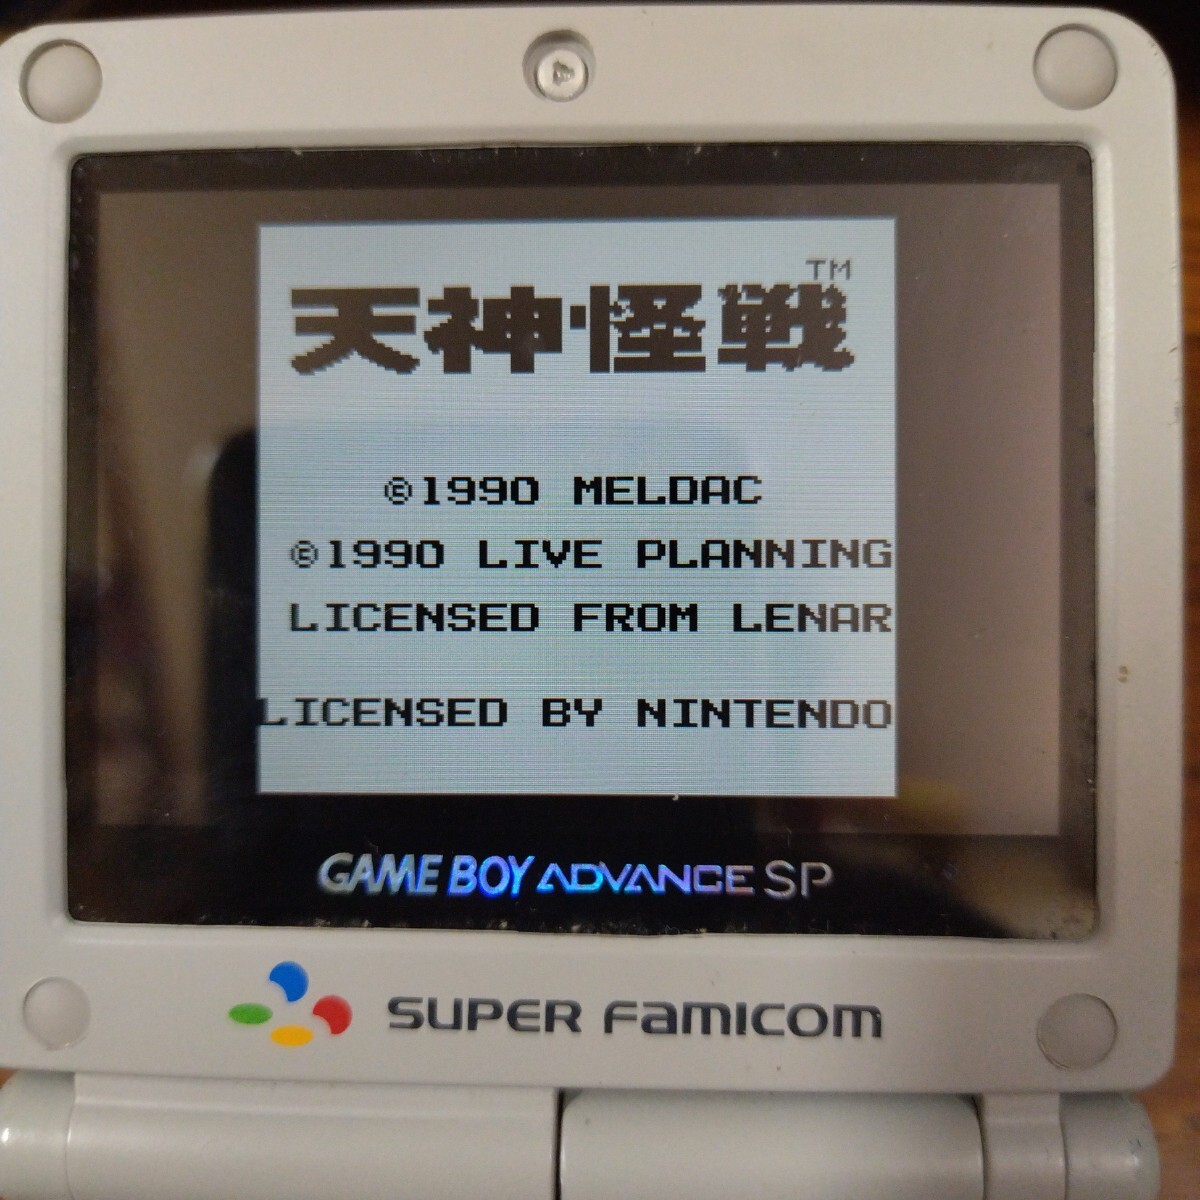 TM
天神怪戦
©1990 MELDAC
©1990 LIVE PLANNING
LICENSED FROM LENAR
LICENSED BY NINTENDO
GAME BOY ADVANCE SP
SUPER FAMICOM